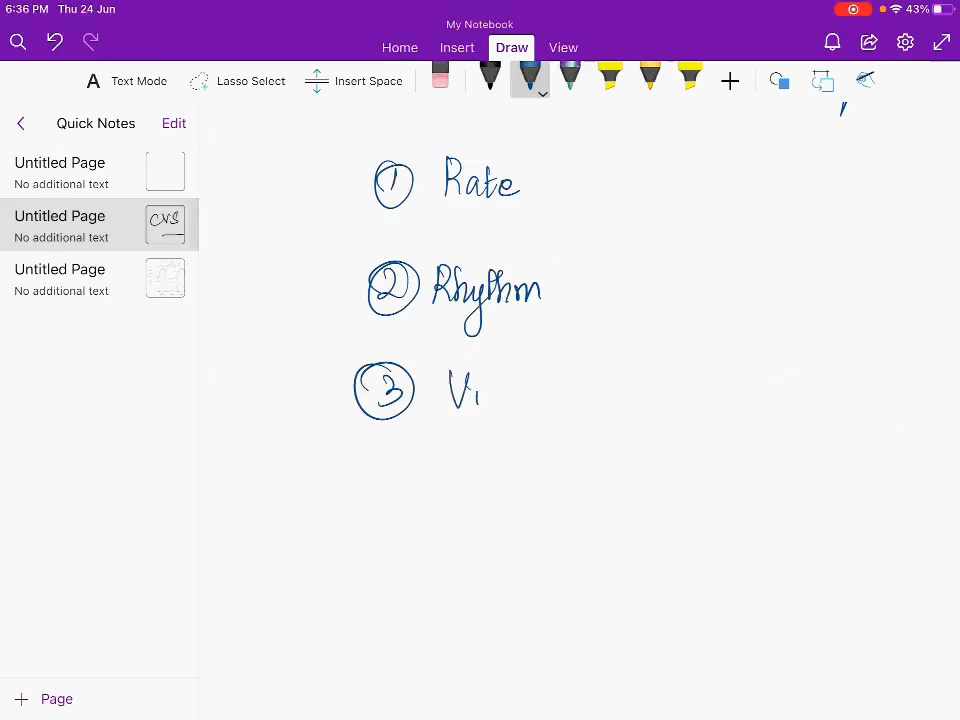 6:36 PM Thu 24 Jun 43%
My Notebook
Home Insert Draw View
Text Mode Lasso Select Insert Space
Quick Notes Edit
Untitled Page
No additional text
Untitled Page
No additional text
CNS
Untitled Page
No additional text
Page
1 Rate
2 Rhythm
3 Vi